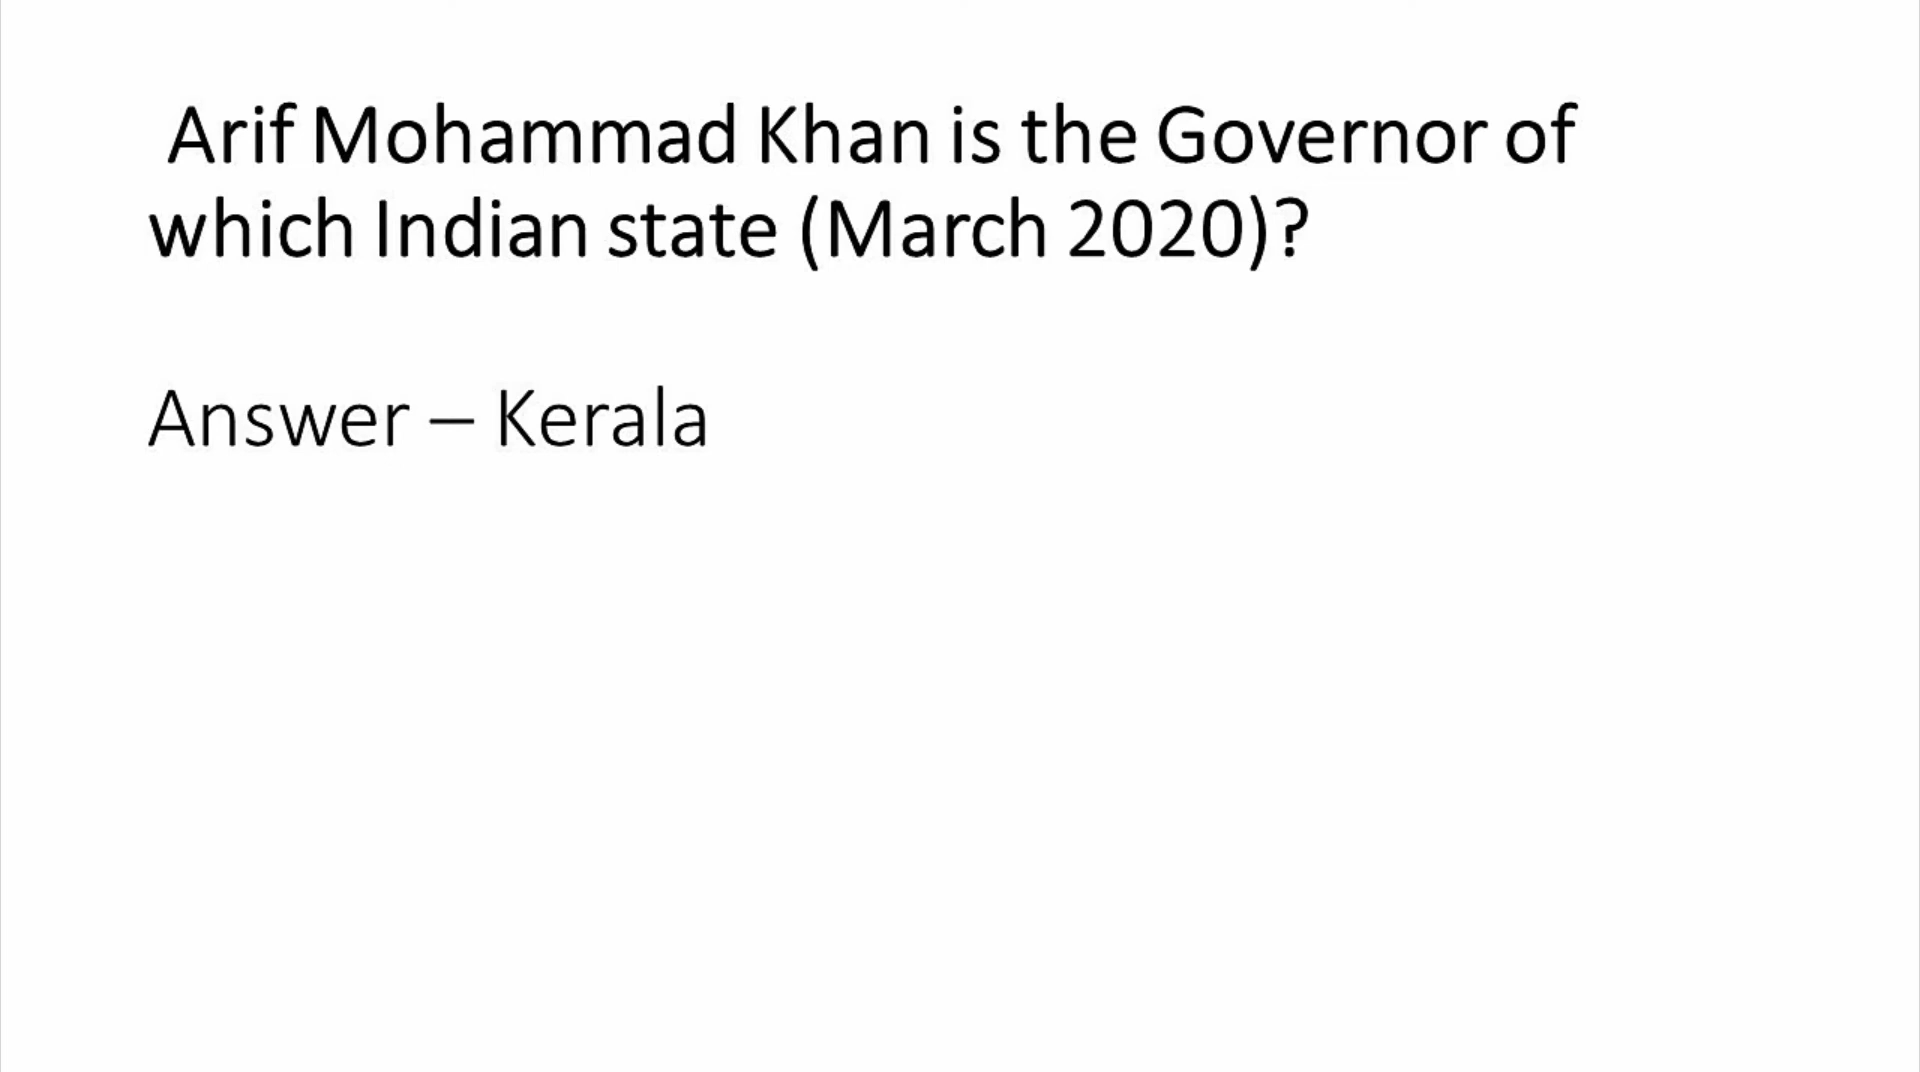 Arif Mohammad Khan is the Governor of
which Indian state (March 2020)?
Answer – Kerala